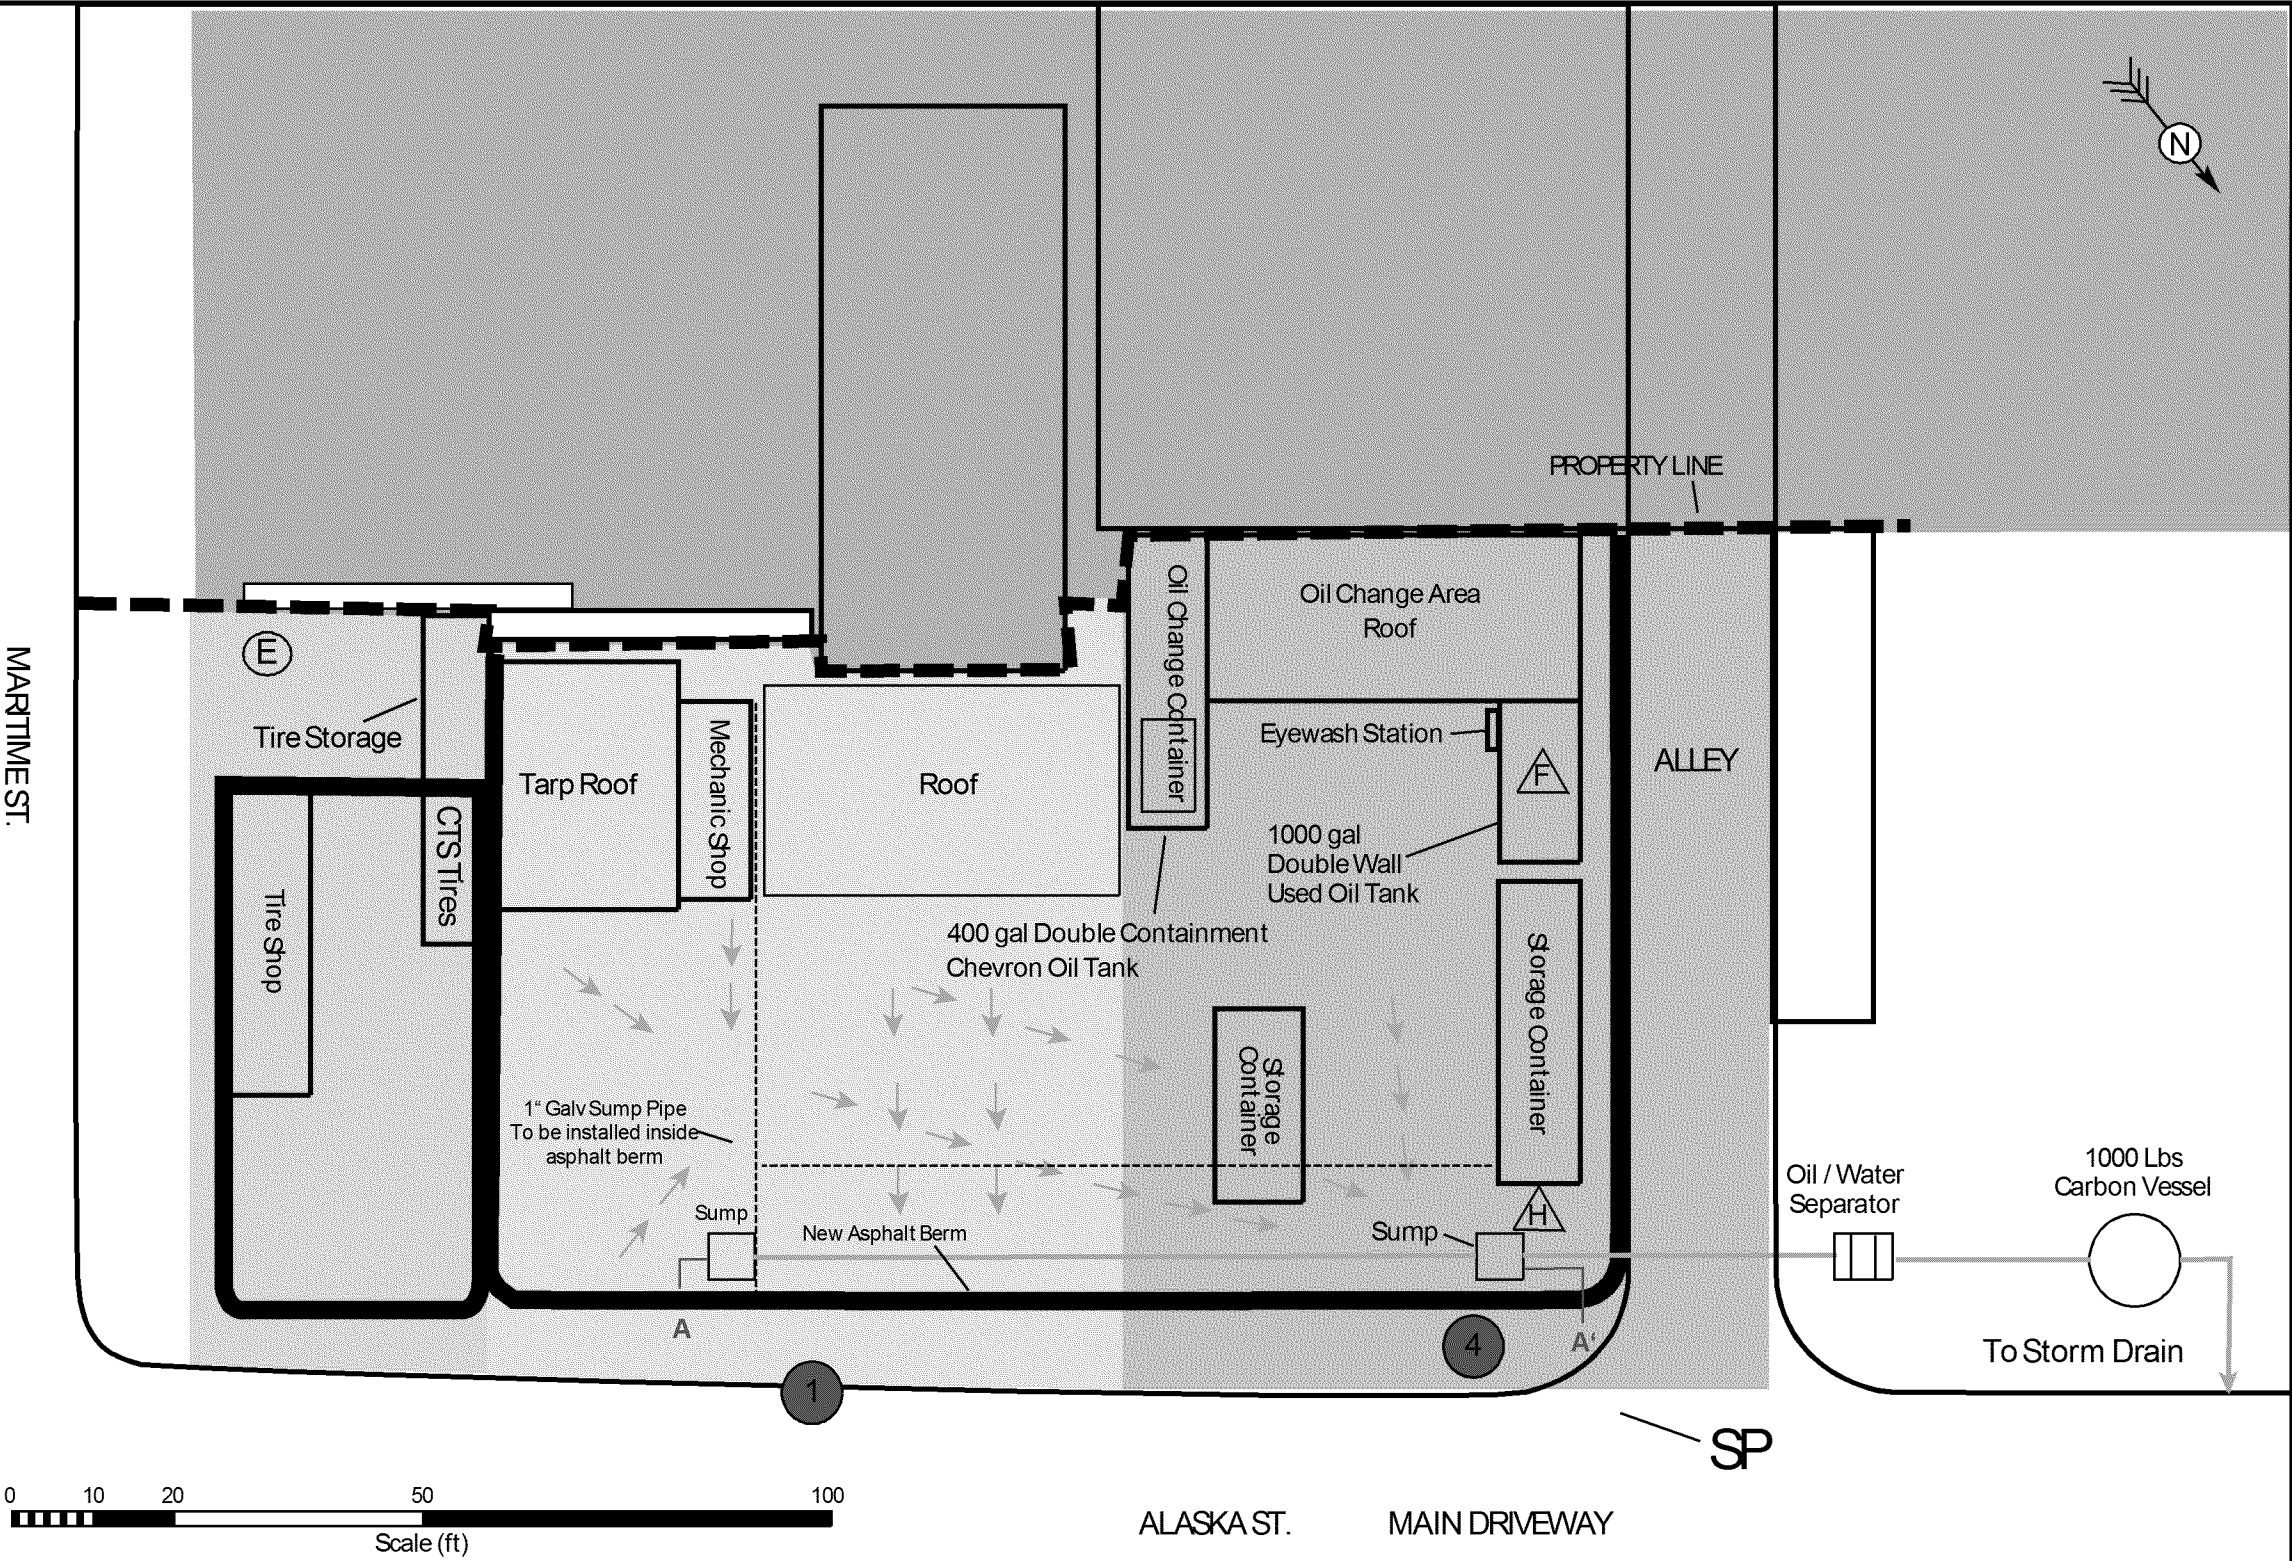 N
PROPERTY LINE
Oil Change Container
Oil Change Area
Roof
E
Tire Storage
MARITIME ST.
Tarp Roof
Mechanic Shop
Roof
Eyewash Station
F
ALLEY
CTS Tires
Tire Shop
1000 gal
Double Wall
Used Oil Tank
400 gal Double Containment
Chevron Oil Tank
Storage Container
Storage
Container
1“ Galv Sump Pipe
To be installed inside
asphalt berm
Sump
New Asphalt Berm
Sump
H
Oil / Water
Separator
1000 Lbs
Carbon Vessel
A
A‘
4
1
To Storm Drain
SP
0 10 20 50 100
Scale (ft)
ALASKA ST. MAIN DRIVEWAY